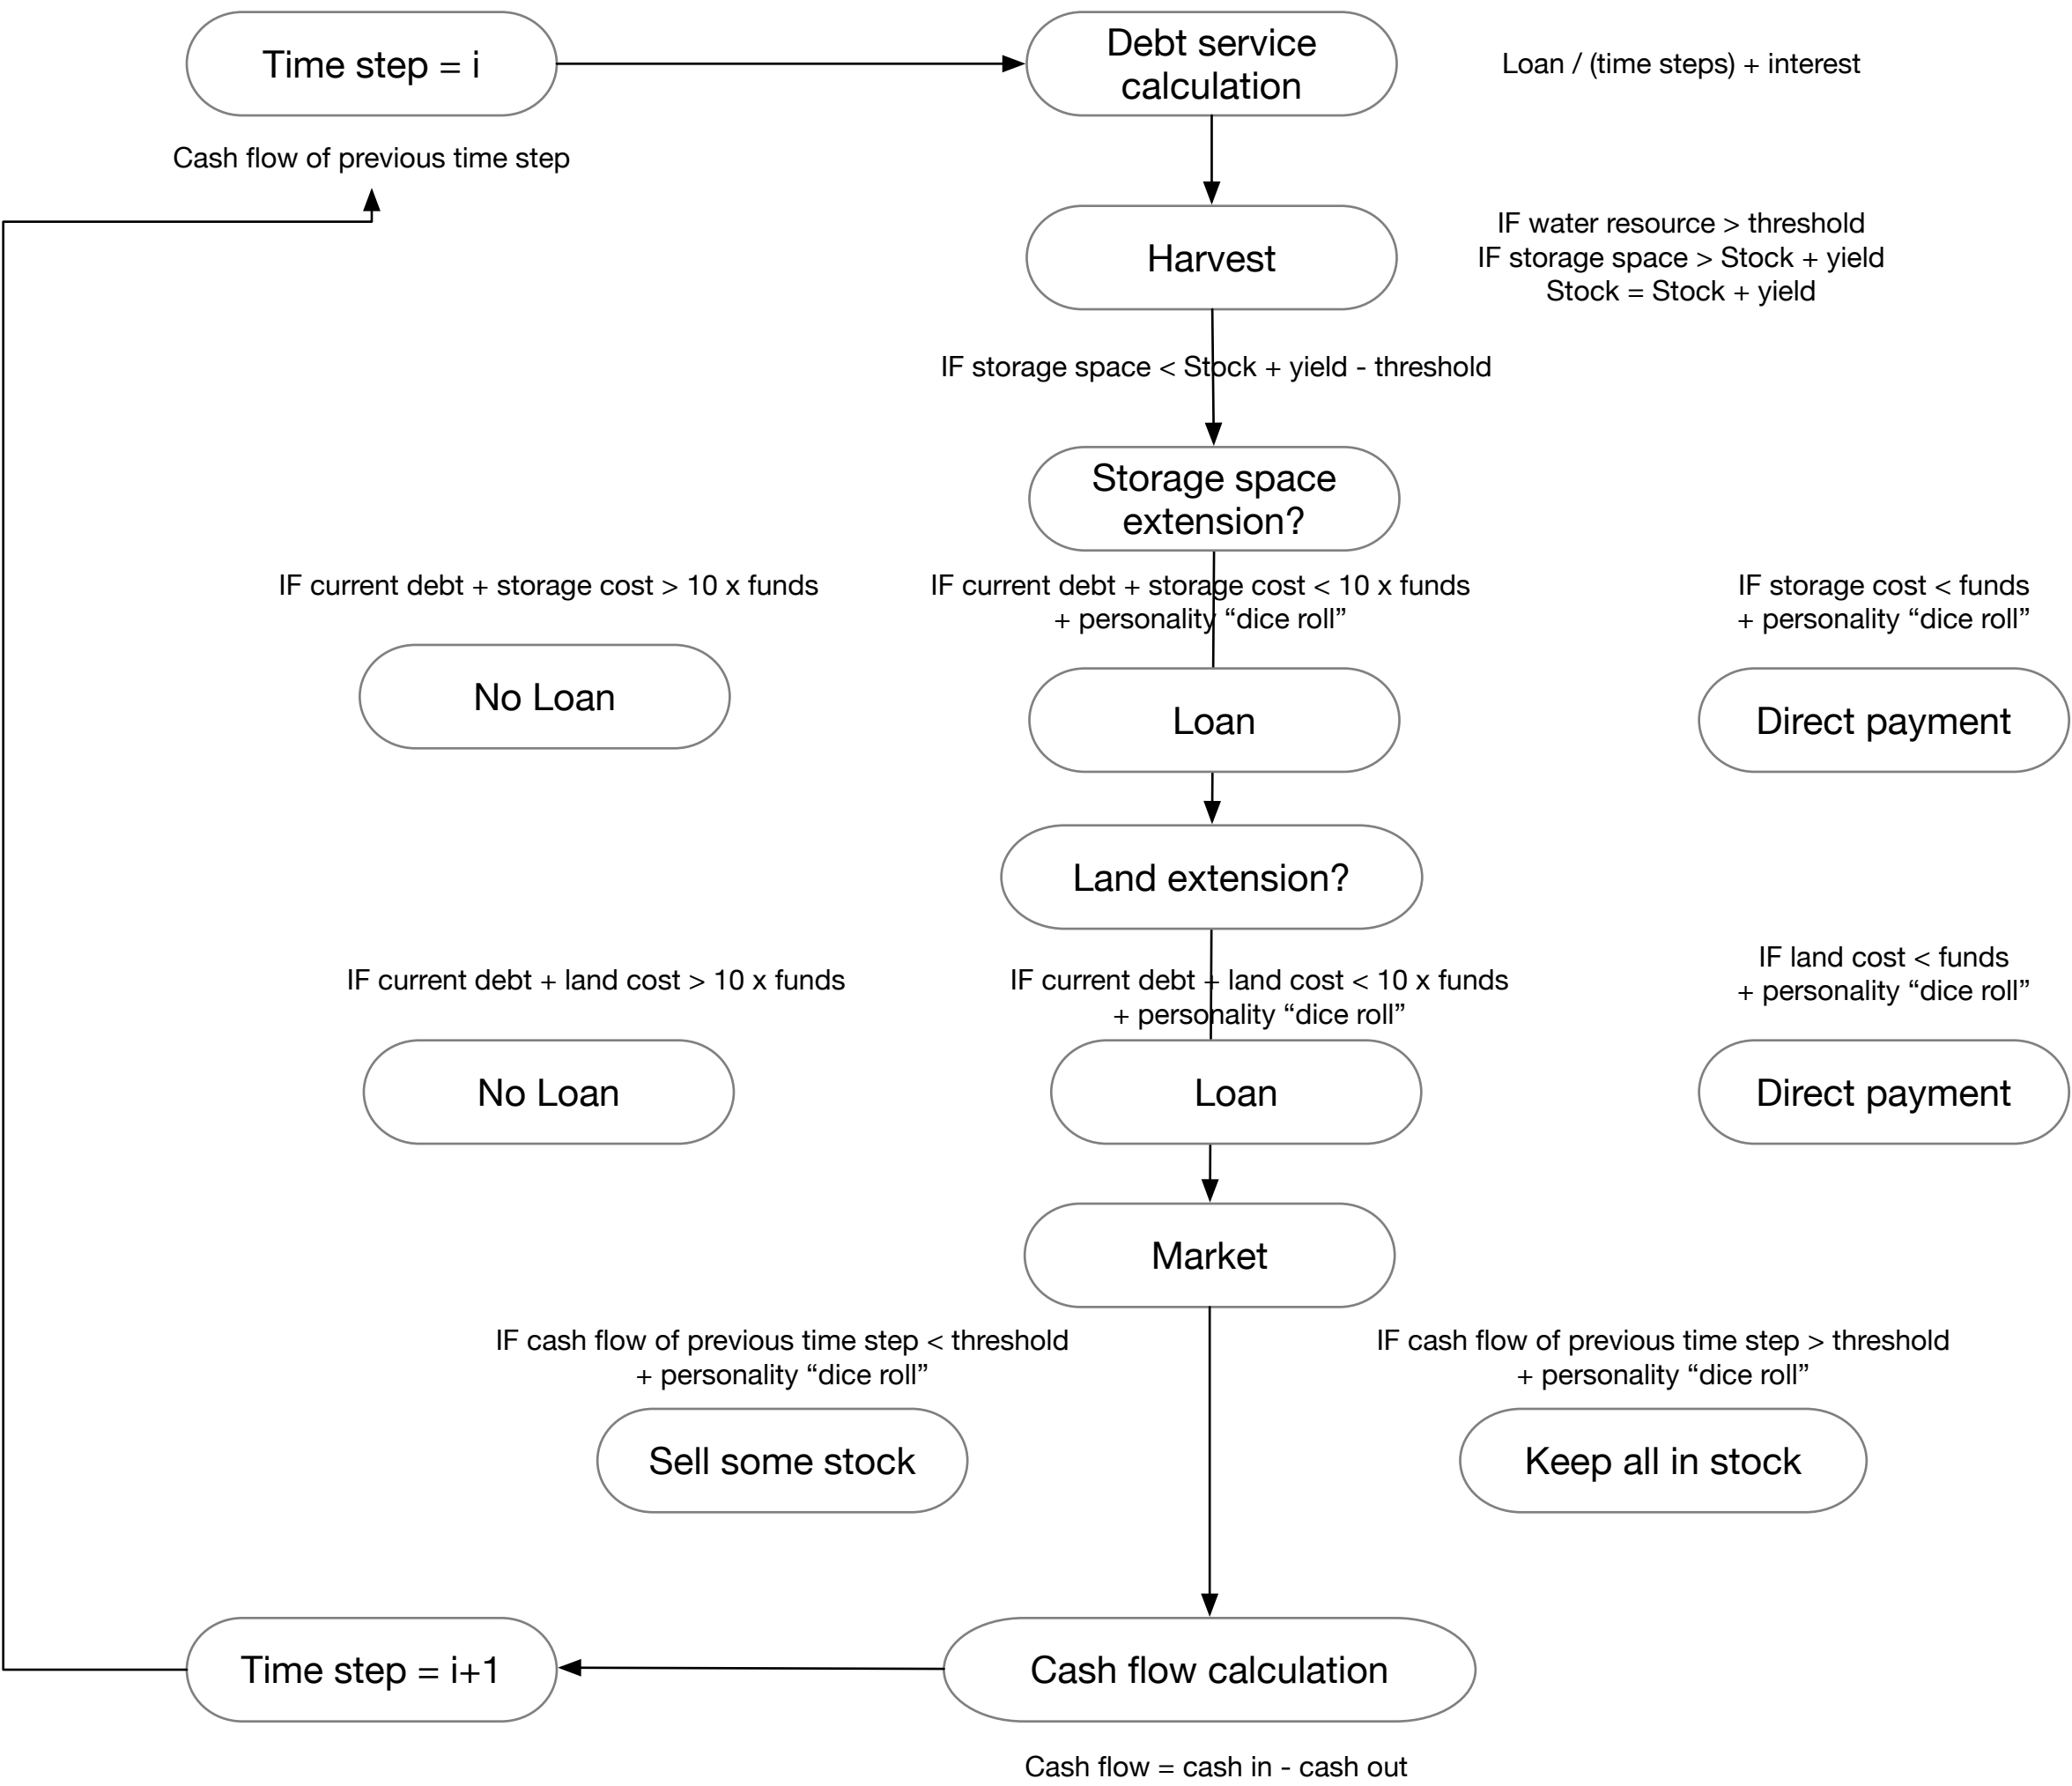 Time step = i
Debt service
calculation
Loan / (time steps) + interest
Cash flow of previous time step
Harvest
IF water resource > threshold
IF storage space > Stock + yield
Stock = Stock + yield
IF storage space < Stock + yield - threshold
Storage space
extension?
IF current debt + storage cost > 10 x funds
IF current debt + storage cost < 10 x funds
+ personality “dice roll”
IF storage cost < funds
+ personality “dice roll”
No Loan
Loan
Direct payment
Land extension?
IF current debt + land cost > 10 x funds
IF current debt + land cost < 10 x funds
+ personality “dice roll”
IF land cost < funds
+ personality “dice roll”
No Loan
Loan
Direct payment
Market
IF cash flow of previous time step < threshold
+ personality “dice roll”
IF cash flow of previous time step > threshold
+ personality “dice roll”
Sell some stock
Keep all in stock
Time step = i+1
Cash flow calculation
Cash flow = cash in - cash out